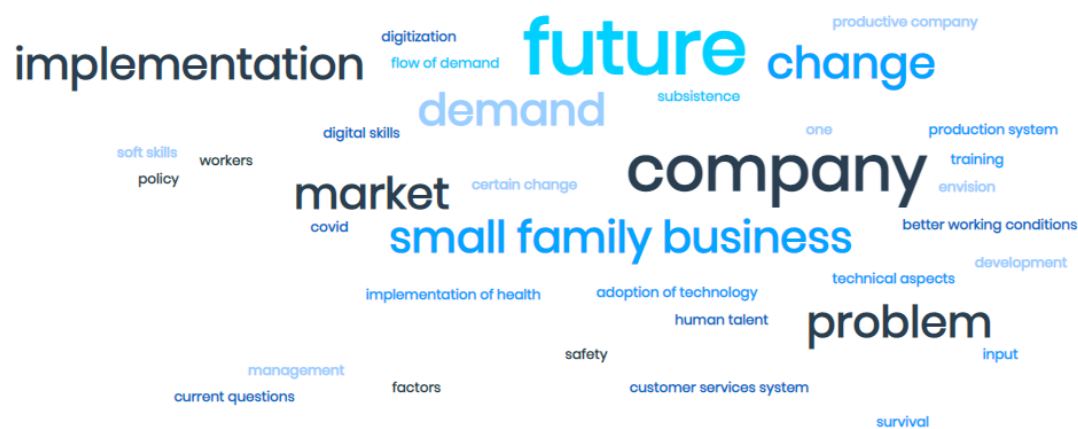 productive company
digitization
future
implementation
flow of demand
change
subsistence
demand
digital skills
one
production system
soft skills
workers
company
training
policy
market
certain change
envision
covid
small family business
better working conditions
development
technical aspects
implementation of health
adoption of technology
human talent
problem
safety
input
management
factors
customer services system
current questions
survival